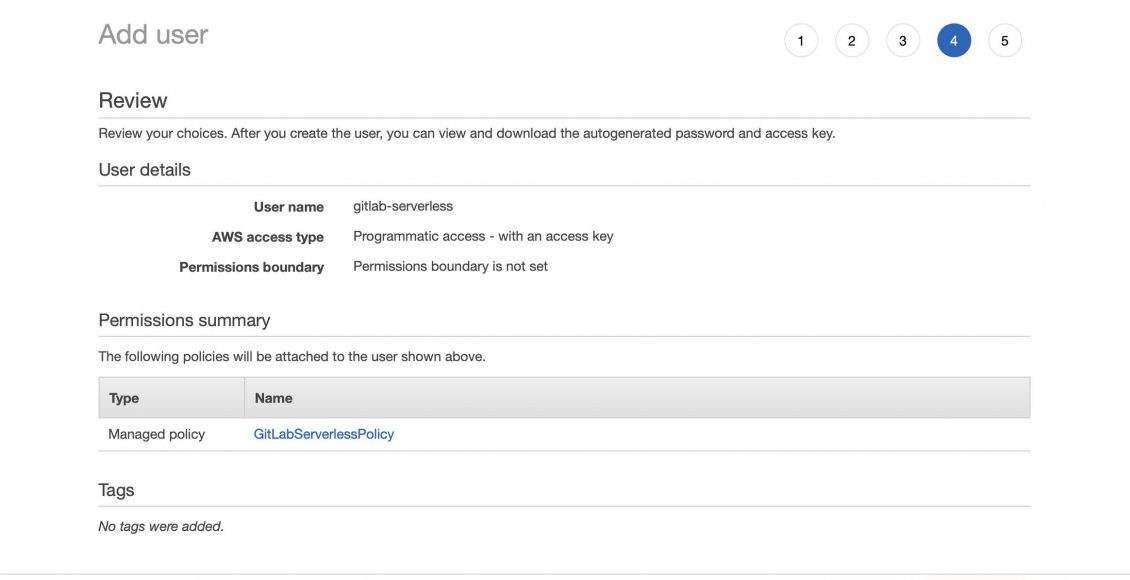 Add user
1 2 3 4 5
Review
Review your choices. After you create the user, you can view and download the autogenerated password and access key.
User details
User name gitlab-serverless
AWS access type Programmatic access - with an access key
Permissions boundary Permissions boundary is not set
Permissions summary
The following policies will be attached to the user shown above.
Type Name
Managed policy GitLabServerlessPolicy
Tags
No tags were added.